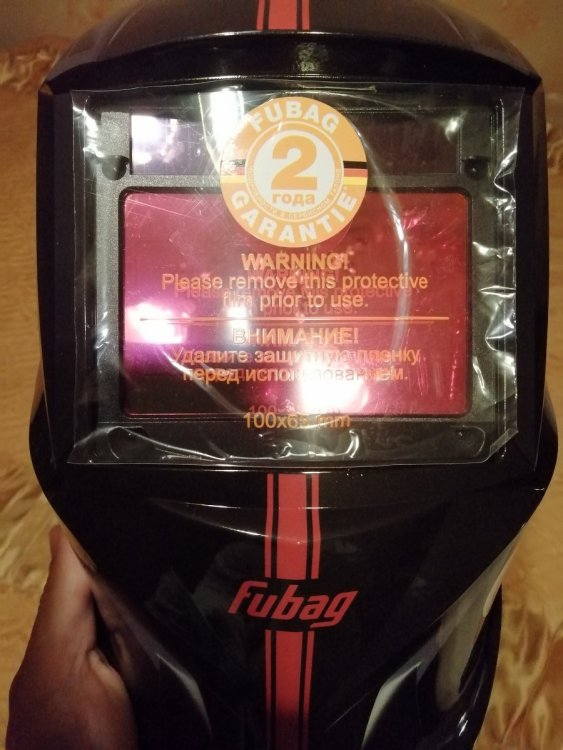 FUBAG
2
года
GARANTIE
WARNING!
Please remove this protective
film prior to use.
ВНИМАНИЕ!
Удалите защитную пленку
перед использованием.
100x65 mm
Fubag